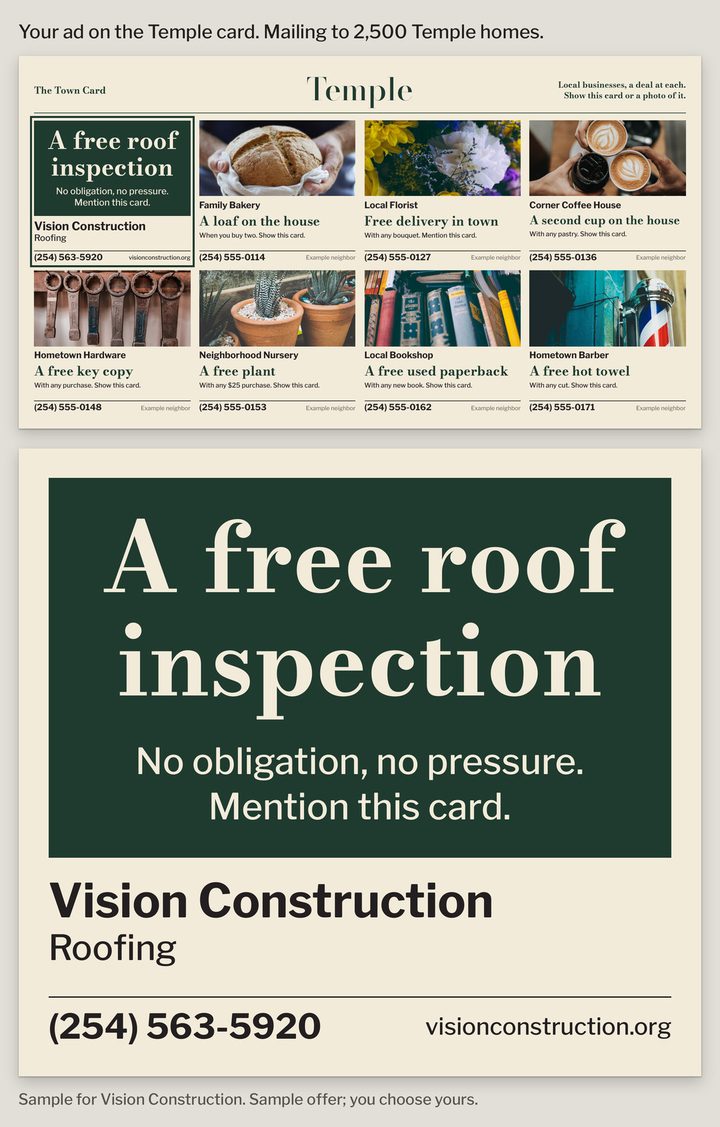 Your ad on the Temple card. Mailing to 2,500 Temple homes.
The Town Card
Temple
Local businesses, a deal at each.
Show this card or a photo of it.
A free roof
inspection
No obligation, no pressure.
Mention this card.
Vision Construction
Roofing
(254) 563-5920
visionconstruction.org
Family Bakery
A loaf on the house
When you buy two. Show this card.
(254) 555-0114
Example neighbor
Local Florist
Free delivery in town
With any bouquet. Mention this card.
(254) 555-0127
Example neighbor
Corner Coffee House
A second cup on the house
With any pastry. Show this card.
(254) 555-0136
Example neighbor
Hometown Hardware
A free key copy
With any purchase. Show this card.
(254) 555-0148
Example neighbor
Neighborhood Nursery
A free plant
With any $25 purchase. Show this card.
(254) 555-0153
Example neighbor
Local Bookshop
A free used paperback
With any new book. Show this card.
(254) 555-0162
Example neighbor
Hometown Barber
A free hot towel
With any cut. Show this card.
(254) 555-0171
Example neighbor
A free roof
inspection
No obligation, no pressure.
Mention this card.
Vision Construction
Roofing
(254) 563-5920
visionconstruction.org
Sample for Vision Construction. Sample offer; you choose yours.